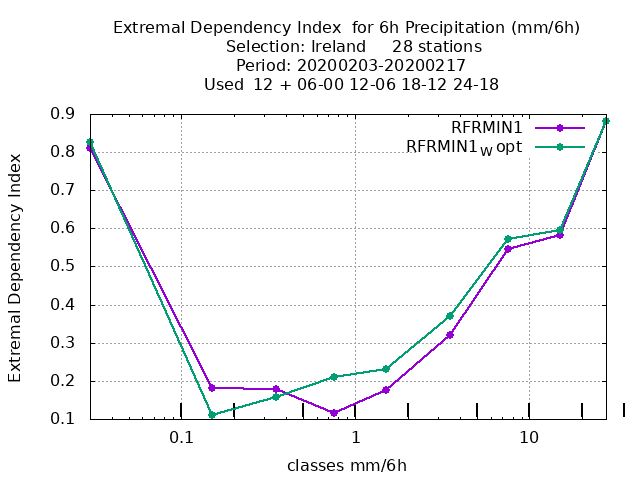 Extremal Dependency Index  for 6h Precipitation (mm/6h)
Selection: Ireland     28 stations
Period: 20200203-20200217
Used  12 + 06-00 12-06 18-12 24-18
RFRMIN1
RFRMIN1W opt
0.9
0.8
0.7
0.6
0.5
0.4
0.3
0.2
0.1
Extremal Dependency Index
0.1 1 10
classes mm/6h